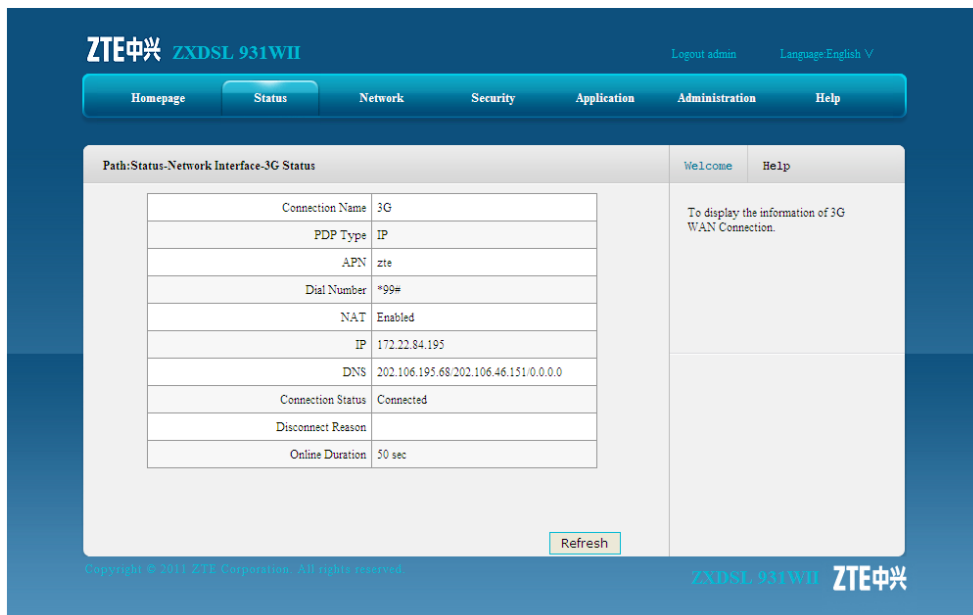 ZTE中兴 ZXDSL 931WII
Logout admin Language:English V
Homepage Status Network Security Application Administration Help
Path:Status-Network Interface-3G Status
Connection Name 3G
PDP Type IP
APN zte
Dial Number *99#
NAT Enabled
IP 172.22.84.195
DNS 202.106.195.68/202.106.46.151/0.0.0.0
Connection Status Connected
Disconnect Reason
Online Duration 50 sec
Refresh
Welcome Help
To display the information of 3G
WAN Connection.
Copyright © 2011 ZTE Corporation. All rights reserved.
ZXDSL 931WII ZTE中兴